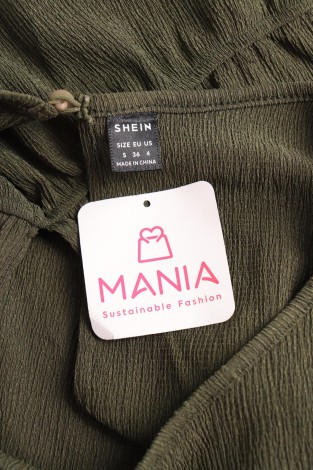 SHEIN
SIZE EU US
S 36 4
MADE IN CHINA
MANIA
Sustainable Fashion